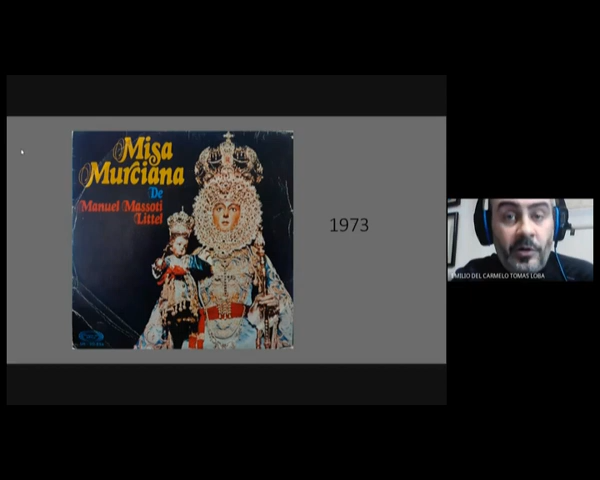 Misa
Murciana
De
Manuel Massoti
Littel
1973
EMILIO DEL CARMELO TOMAS LOBA